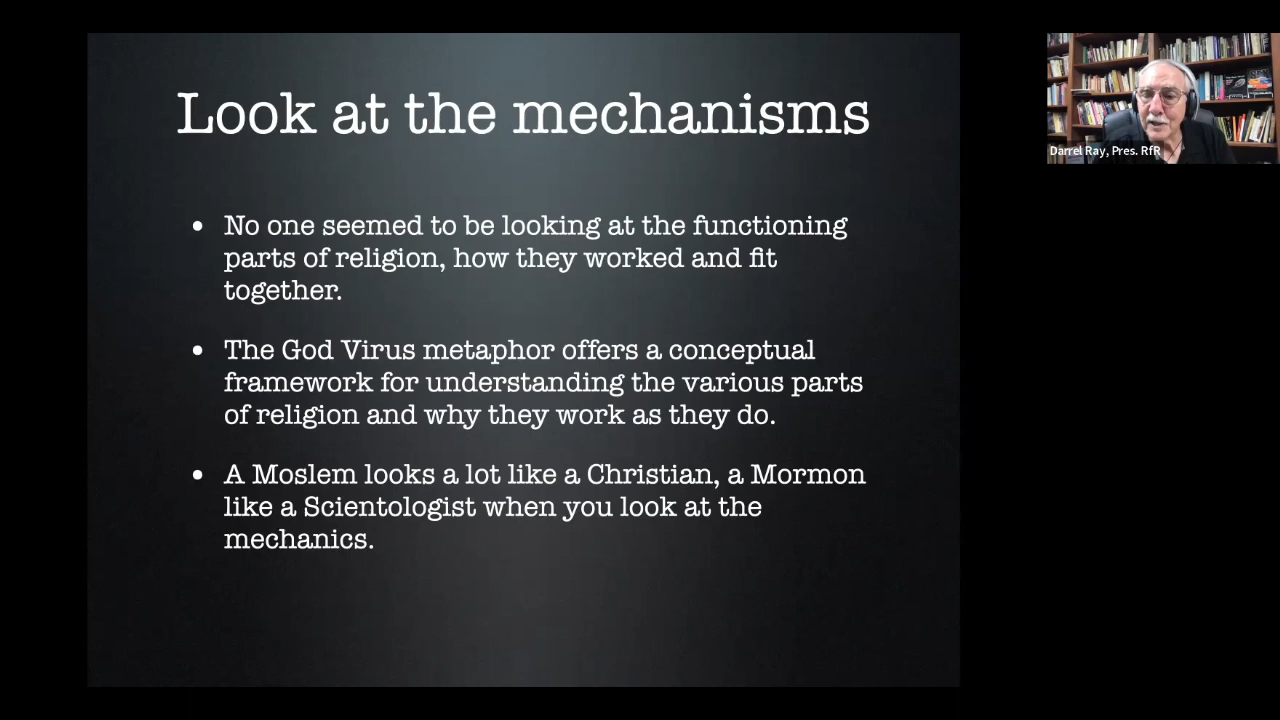 Look at the mechanisms
• No one seemed to be looking at the functioning
parts of religion, how they worked and fit
together.
• The God Virus metaphor offers a conceptual
framework for understanding the various parts
of religion and why they work as they do.
• A Moslem looks a lot like a Christian, a Mormon
like a Scientologist when you look at the
mechanics.
Darrel Ray, Pres. RfR